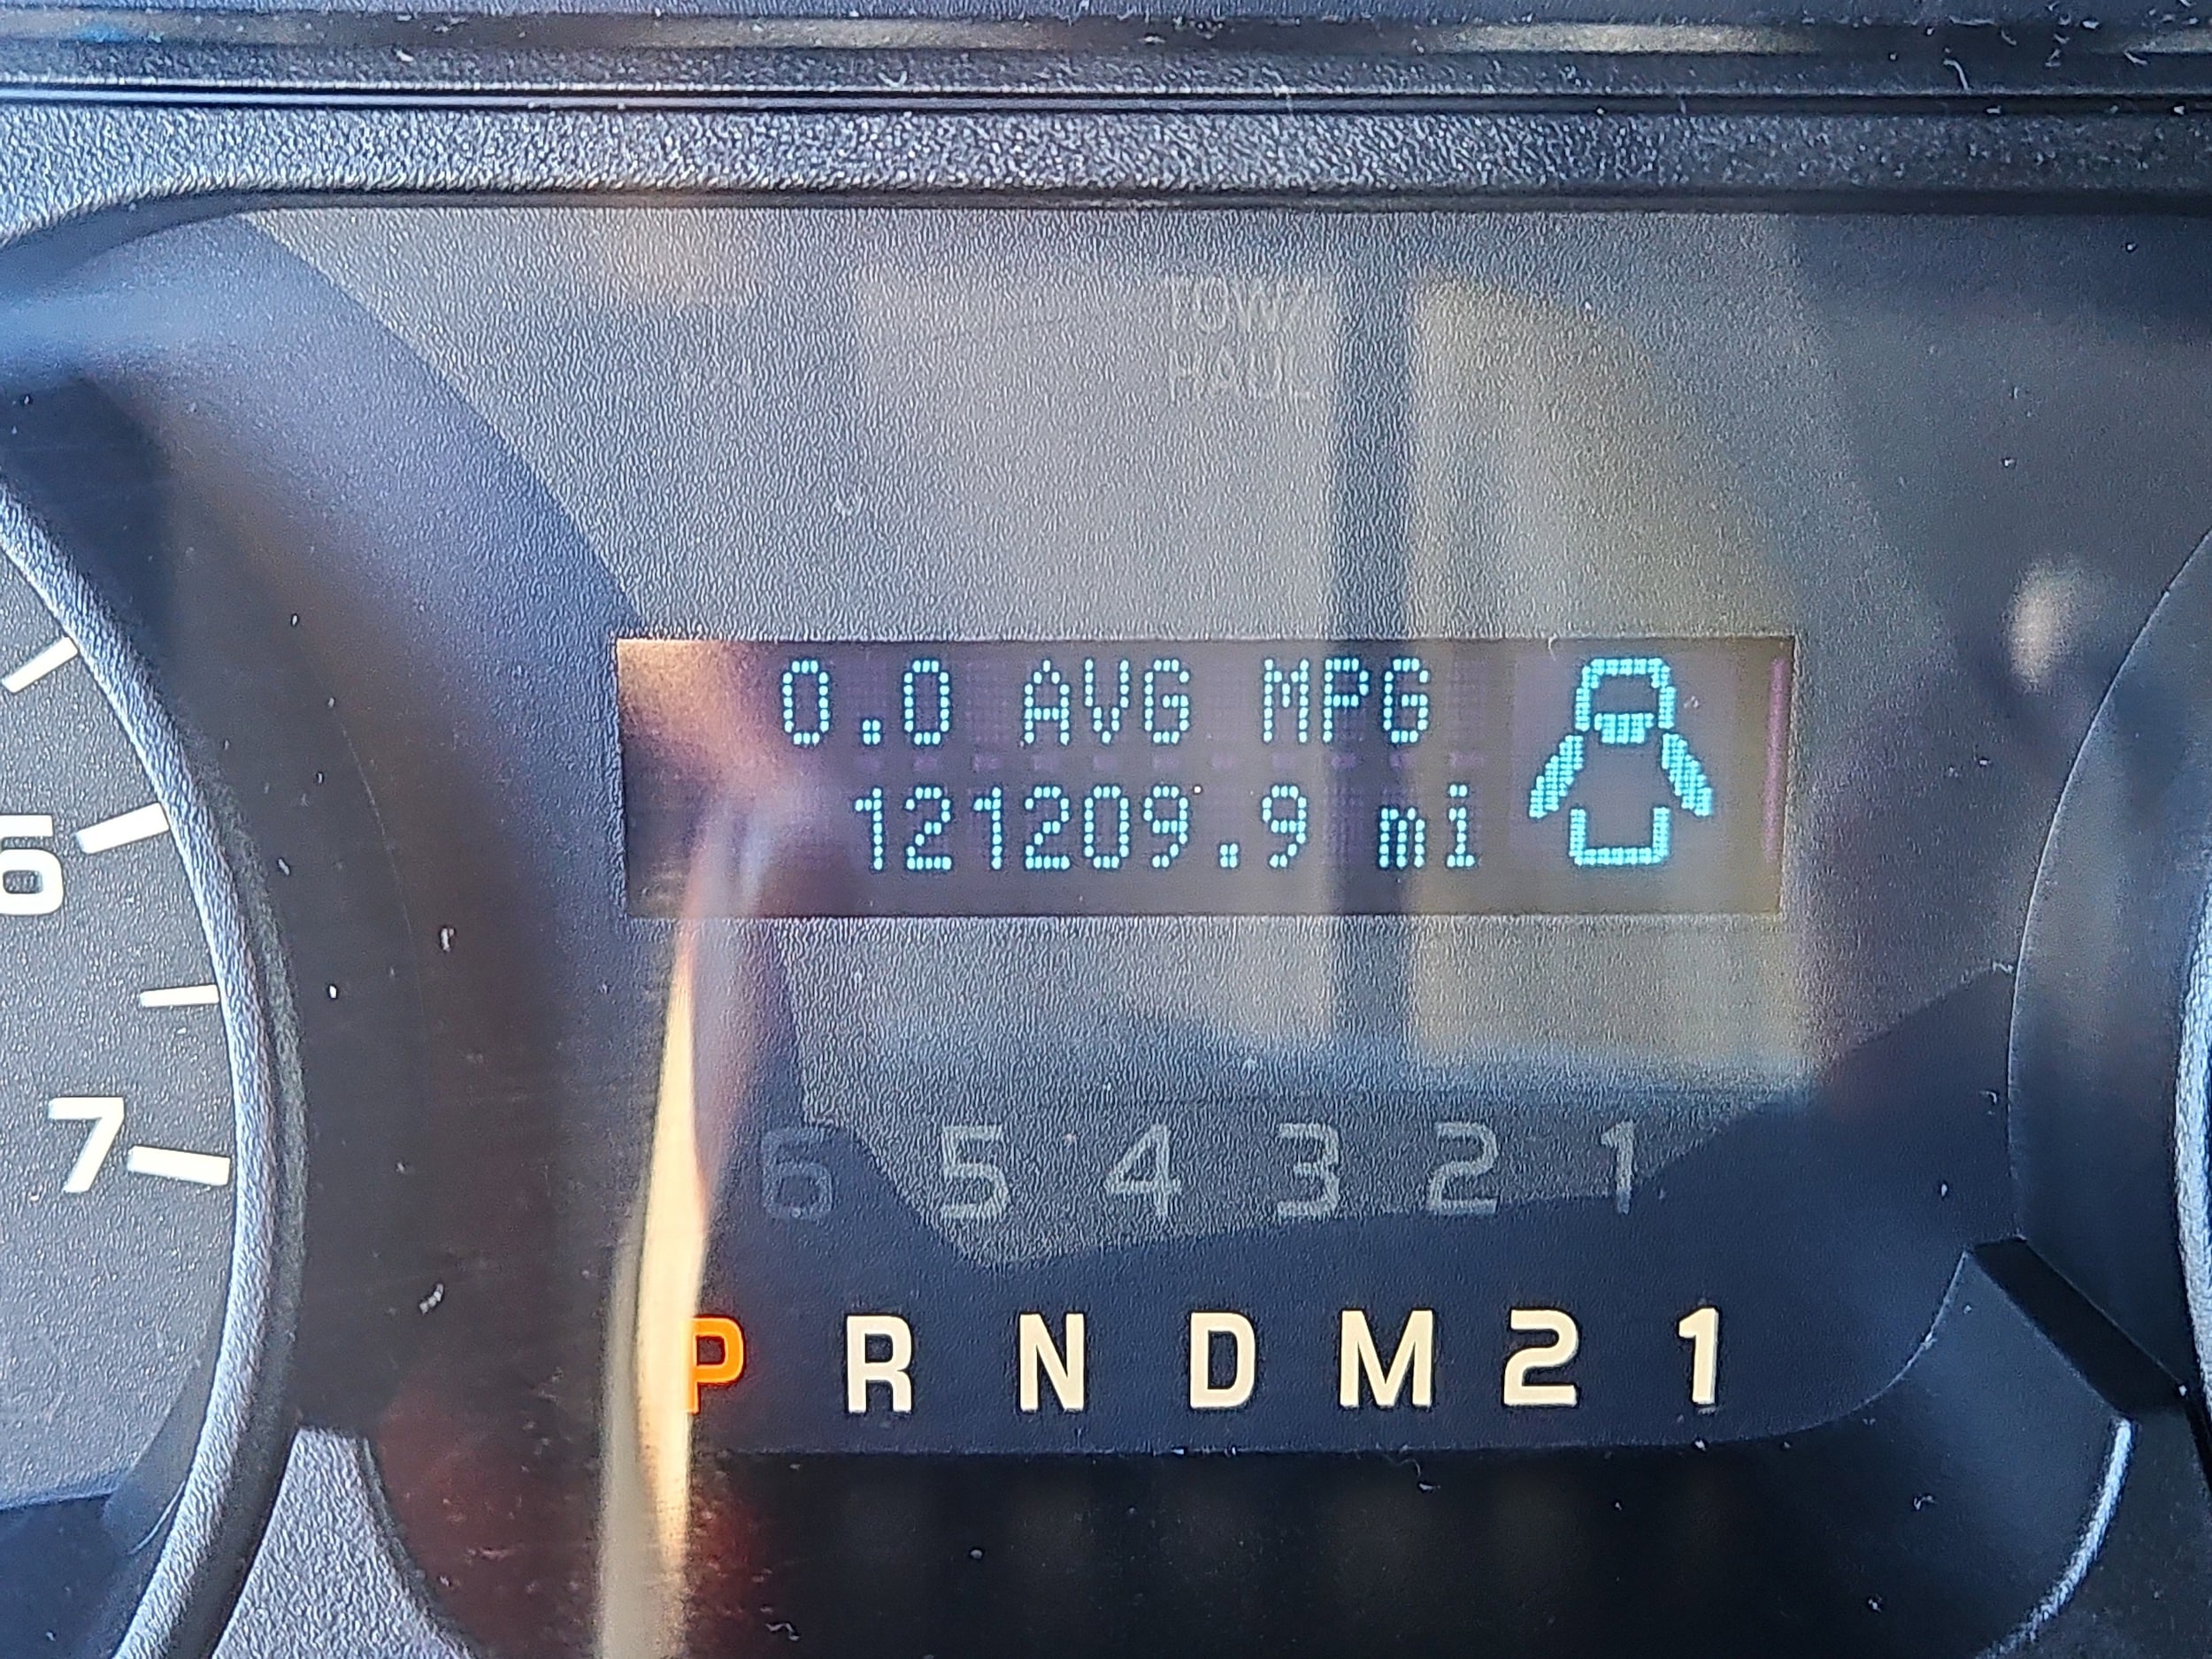 TOW/
HAUL
0.0 AVG MPG
121209.9 mi
6
7
6 5 4 3 2 1
P R N D M 2 1